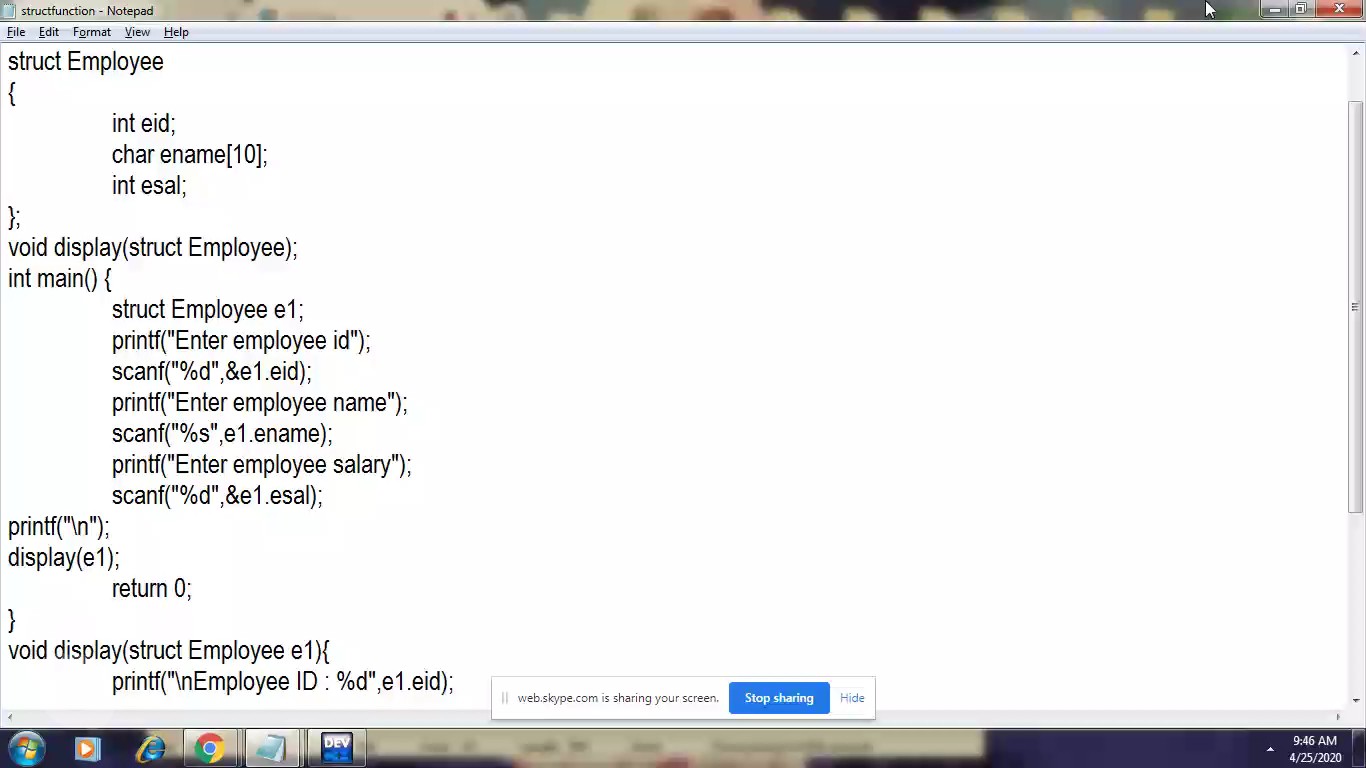 structfunction - Notepad
File Edit Format View Help
struct Employee
{
int eid;
char ename[10];
int esal;
};
void display(struct Employee);
int main() {
struct Employee e1;
printf("Enter employee id");
scanf("%d",&e1.eid);
printf("Enter employee name");
scanf("%s",e1.ename);
printf("Enter employee salary");
scanf("%d",&e1.esal);
printf("\n");
display(e1);
return 0;
}
void display(struct Employee e1){
printf("\nEmployee ID : %d",e1.eid);
web.skype.com is sharing your screen. Stop sharing Hide
DEV
9:46 AM
4/25/2020